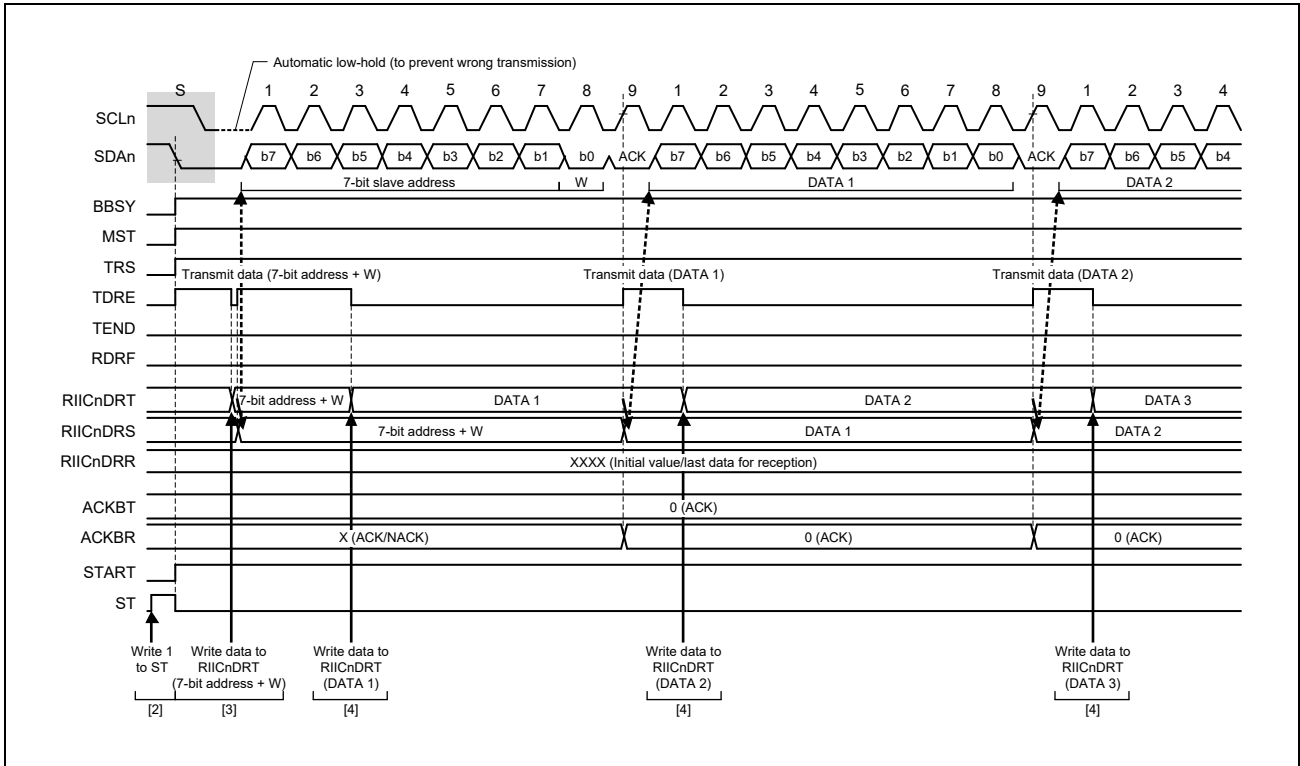 Automatic low-hold (to prevent wrong transmission)
S 1 2 3 4 5 6 7 8 9 1 2 3 4 5 6 7 8 9 1 2 3 4
SCLn
SDAn b7 b6 b5 b4 b3 b2 b1 b0 ACK b7 b6 b5 b4 b3 b2 b1 b0 ACK b7 b6 b5 b4
7-bit slave address W DATA 1 DATA 2
BBSY
MST
TRS
Transmit data (7-bit address + W) Transmit data (DATA 1) Transmit data (DATA 2)
TDRE
TEND
RDRF
RIICnDRT 7-bit address + W DATA 1 DATA 2 DATA 3
RIICnDRS 7-bit address + W DATA 1 DATA 2
RIICnDRR XXXX (Initial value/last data for reception)
ACKBT 0 (ACK)
ACKBR X (ACK/NACK) 0 (ACK) 0 (ACK)
START
ST
Write 1 Write data to Write data to Write data to Write data to
to ST RIICnDRT RIICnDRT RIICnDRT RIICnDRT
(7-bit address + W) (DATA 1) (DATA 2) (DATA 3)
[2] [3] [4] [4] [4]